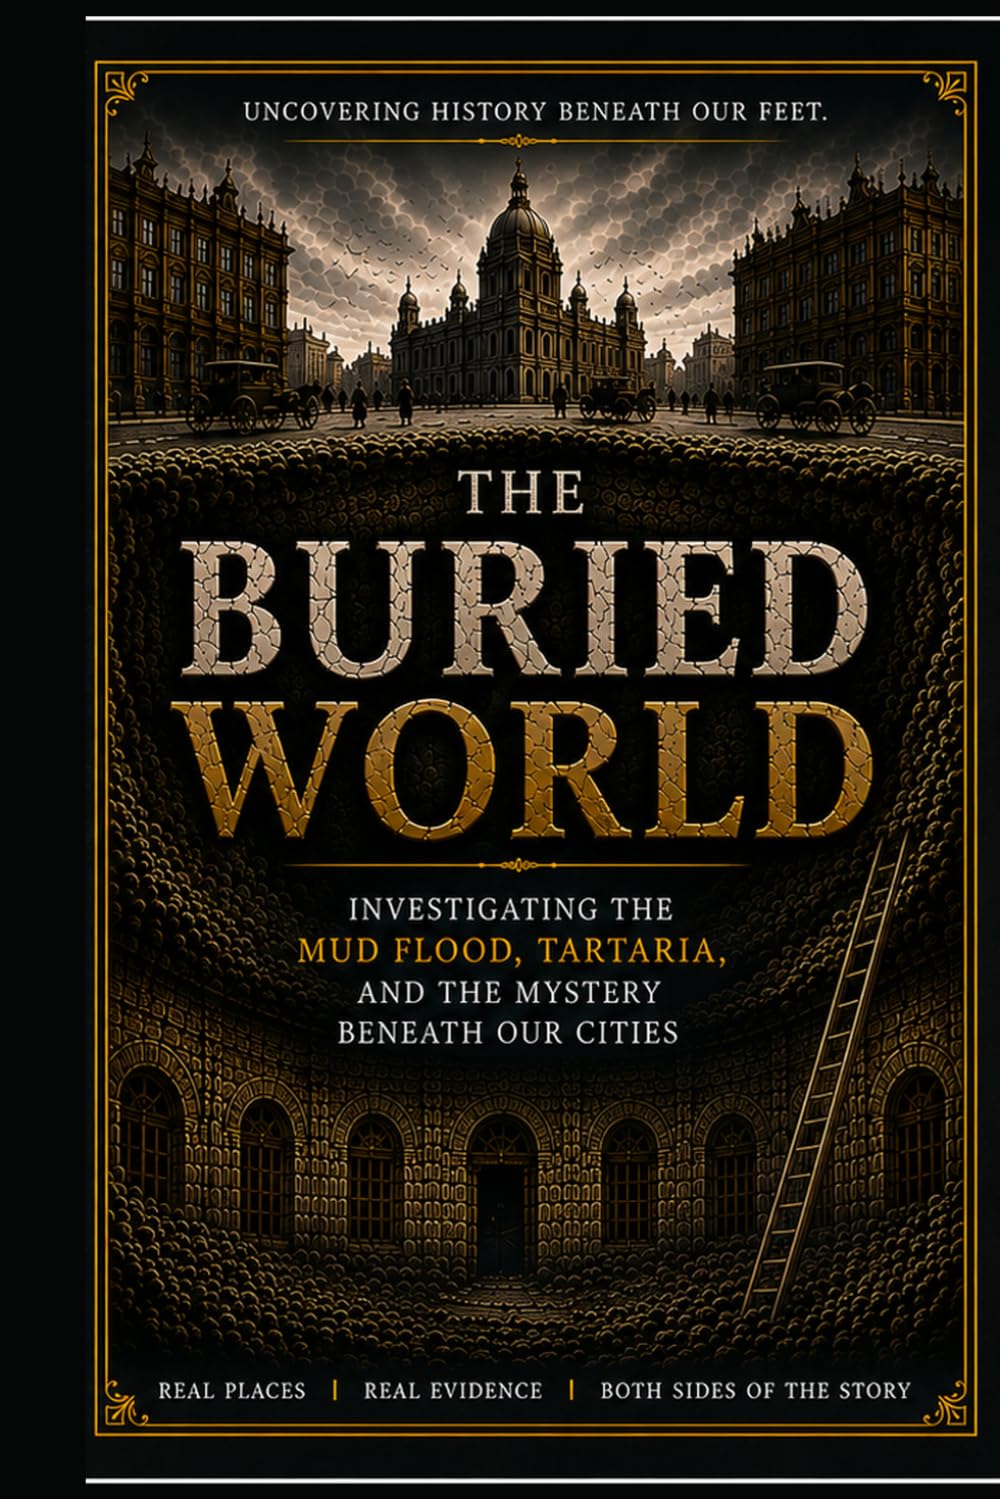 UNCOVERING HISTORY BENEATH OUR FEET.
THE
BURIED
WORLD
INVESTIGATING THE
MUD FLOOD, TARTARIA,
AND THE MYSTERY
BENEATH OUR CITIES
REAL PLACES | REAL EVIDENCE | BOTH SIDES OF THE STORY